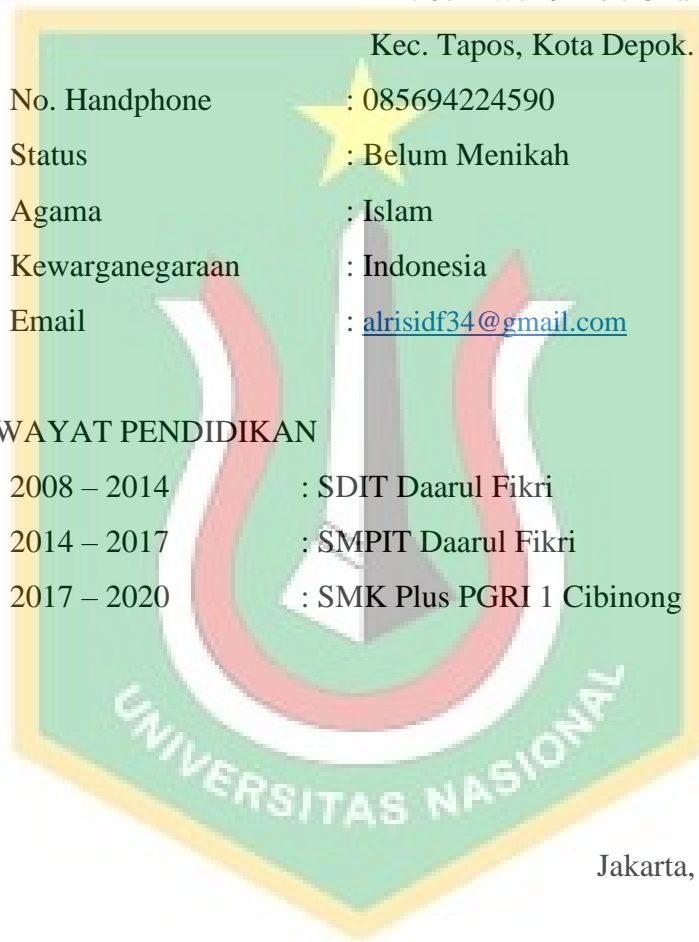 Kec. Tapos, Kota Depok.
No. Handphone : 085694224590
Status : Belum Menikah
Agama : Islam
Kewarganegaraan : Indonesia
Email : alrisidf34@gmail.com
WAYAT PENDIDIKAN
2008 – 2014 : SDIT Daarul Fikri
2014 – 2017 : SMPIT Daarul Fikri
2017 – 2020 : SMK Plus PGRI 1 Cibinong
UNIVERSITAS NASIONAL
Jakarta,